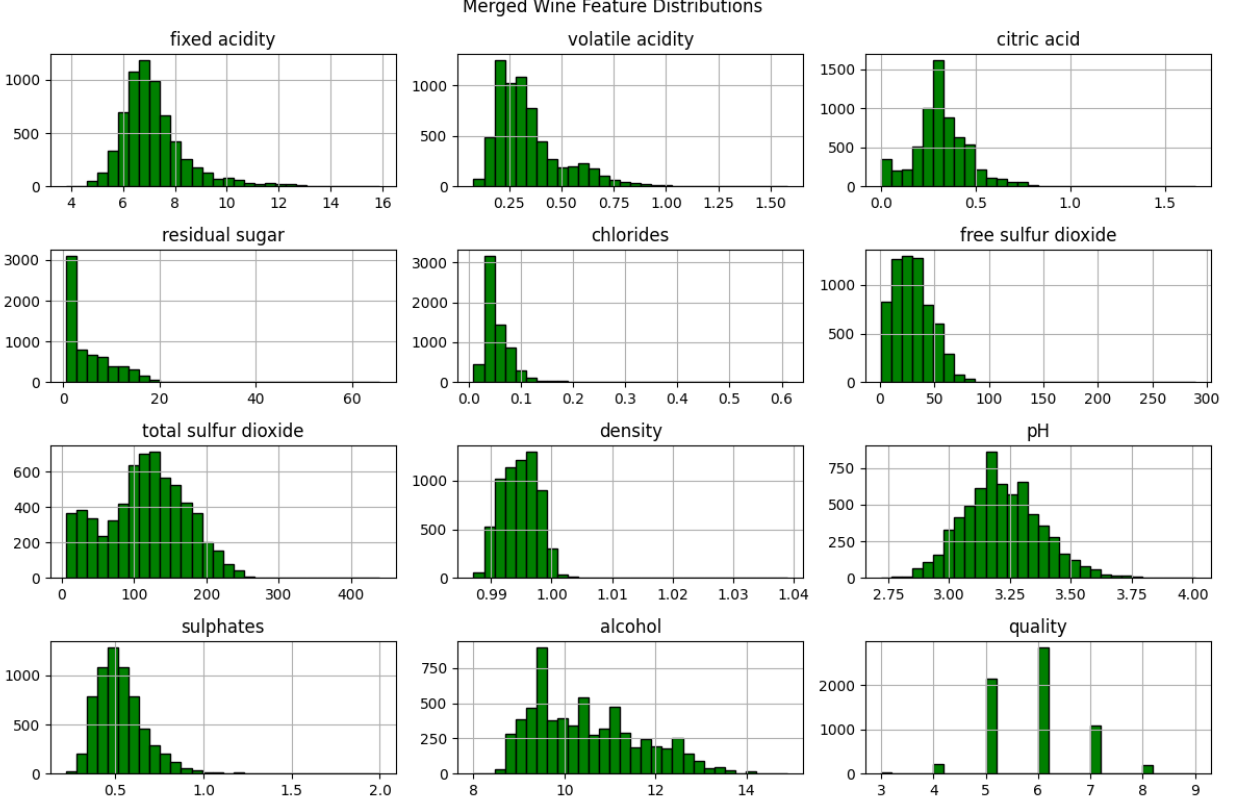 Merged Wine Feature Distributions
fixed acidity
volatile acidity
citric acid
1000
500
0
4 6 8 10 12 14 16
1000
500
0
0.25 0.50 0.75 1.00 1.25 1.50
1500
1000
500
0
0.0 0.5 1.0 1.5
residual sugar
chlorides
free sulfur dioxide
3000
2000
1000
0
0 20 40 60
3000
2000
1000
0
0.0 0.1 0.2 0.3 0.4 0.5 0.6
1000
500
0
0 50 100 150 200 250 300
total sulfur dioxide
density
pH
600
400
200
0
0 100 200 300 400
1000
500
0
0.99 1.00 1.01 1.02 1.03 1.04
750
500
250
0
2.75 3.00 3.25 3.50 3.75 4.00
sulphates
alcohol
quality
1000
500
0
0.5 1.0 1.5 2.0
750
500
250
0
8 10 12 14
2000
1000
0
3 4 5 6 7 8 9